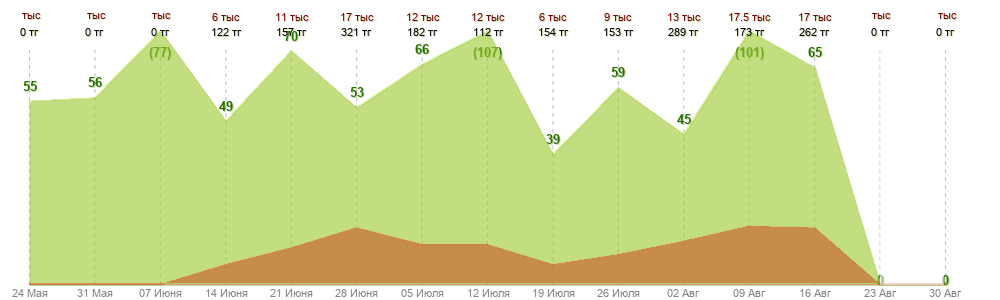 тыс тыс тыс 6 тыс 11 тыс 17 тыс 12 тыс 12 тыс 6 тыс 9 тыс 13 тыс 17.5 тыс 17 тыс тыс тыс
0 тг 0 тг 0 тг 122 тг 157 тг 321 тг 182 тг 112 тг 154 тг 153 тг 289 тг 173 тг 262 тг 0 тг 0 тг
55 56 (77) 49 70 53 66 (107) 39 59 45 (101) 65 0 0
24 Мая 31 Мая 07 Июня 14 Июня 21 Июня 28 Июня 05 Июля 12 Июля 19 Июля 26 Июля 02 Авг 09 Авг 16 Авг 23 Авг 30 Авг